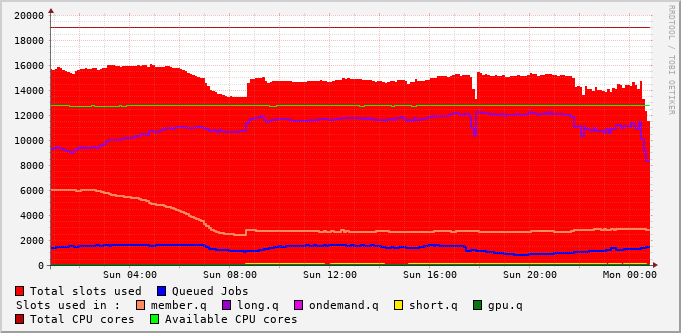 RRDTOOL / TOBI OETIKER
20000
18000
16000
14000
12000
10000
8000
6000
4000
2000
0
Sun 04:00 Sun 08:00 Sun 12:00 Sun 16:00 Sun 20:00 Mon 00:00
Total slots used Queued Jobs
Slots used in : member.q long.q ondemand.q short.q gpu.q
Total CPU cores Available CPU cores